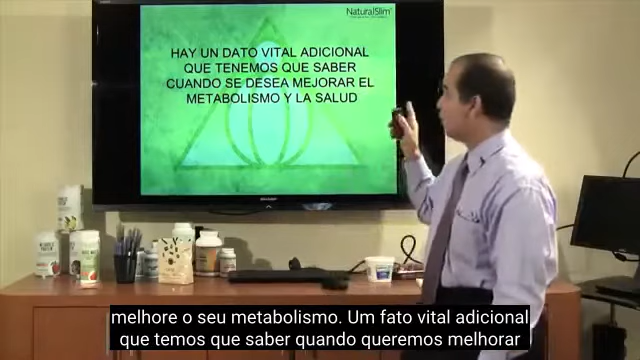 NaturalSlim
HAY UN DATO VITAL ADICIONAL
QUE TENEMOS QUE SABER
CUANDO SE DESEA MEJORAR EL
METABOLISMO Y LA SALUD
melhore o seu metabolismo. Um fato vital adicional
que temos que saber quando queremos melhorar